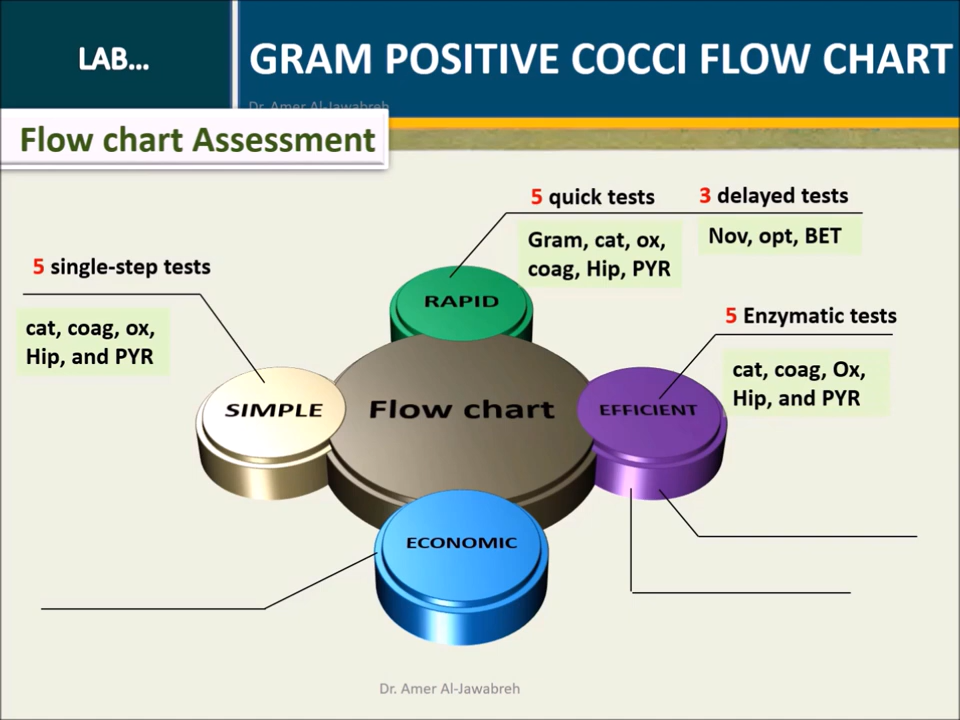 LAB...
GRAM POSITIVE COCCI FLOW CHART
Dr. Amer Al-Jawabreh
Flow chart Assessment
5 quick tests
3 delayed tests
Gram, cat, ox,
coag, Hip, PYR
Nov, opt, BET
5 single-step tests
cat, coag, ox,
Hip, and PYR
RAPID
5 Enzymatic tests
cat, coag, Ox,
Hip, and PYR
SIMPLE
Flow chart
EFFICIENT
ECONOMIC
Dr. Amer Al-Jawabreh